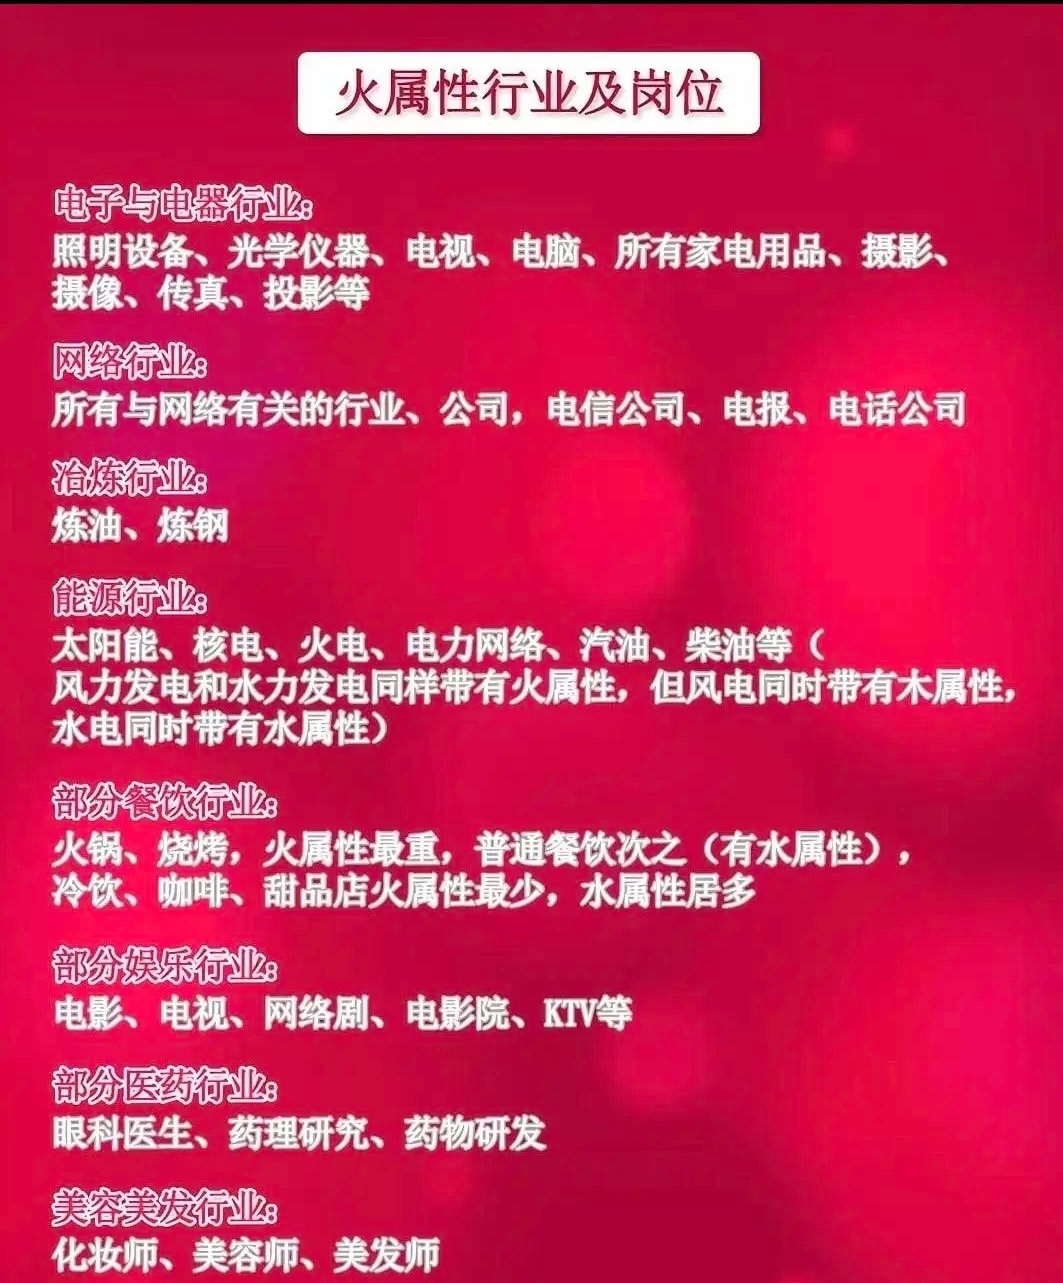 火属性行业及岗位
电子与电器行业:
照明设备、光学仪器、电视、电脑、所有家电用品、摄影、
摄像、传真、投影等
网络行业:
所有与网络有关的行业、公司，电信公司、电报、电话公司
冶炼行业:
炼油、炼钢
能源行业:
太阳能、核电、火电、电力网络、汽油、柴油等（
风力发电和水力发电同样带有火属性，但风电同时带有木属性，
水电同时带有水属性）
部分餐饮行业:
火锅、烧烤，火属性最重，普通餐饮次之（有水属性），
冷饮、咖啡、甜品店火属性最少，水属性居多
部分娱乐行业:
电影、电视、网络剧、电影院、KTV等
部分医药行业:
眼科医生、药理研究、药物研发
美容美发行业:
化妆师、美容师、美发师